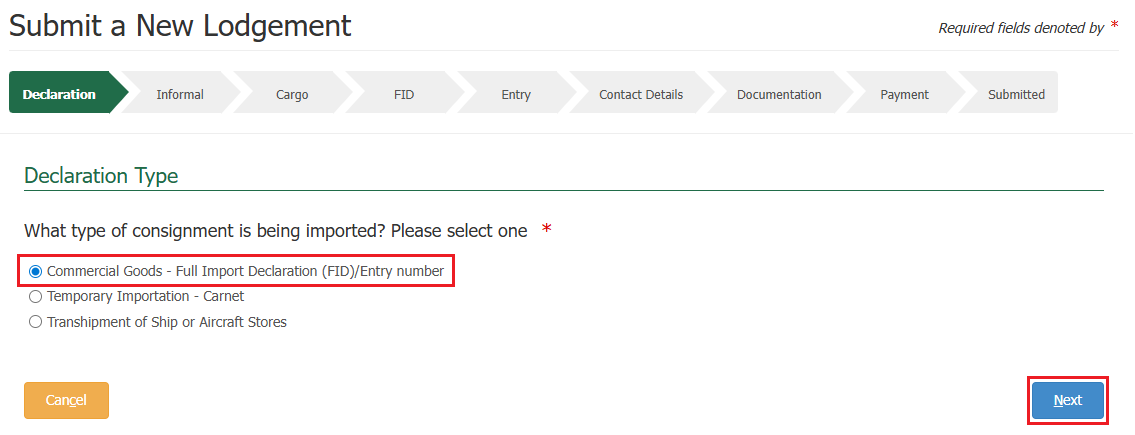 Submit a New Lodgement
Required fields denoted by *
Declaration Informal Cargo FID Entry Contact Details Documentation Payment Submitted
Declaration Type
What type of consignment is being imported? Please select one *
Commercial Goods - Full Import Declaration (FID)/Entry number
Temporary Importation - Carnet
Transhipment of Ship or Aircraft Stores
Cancel Next